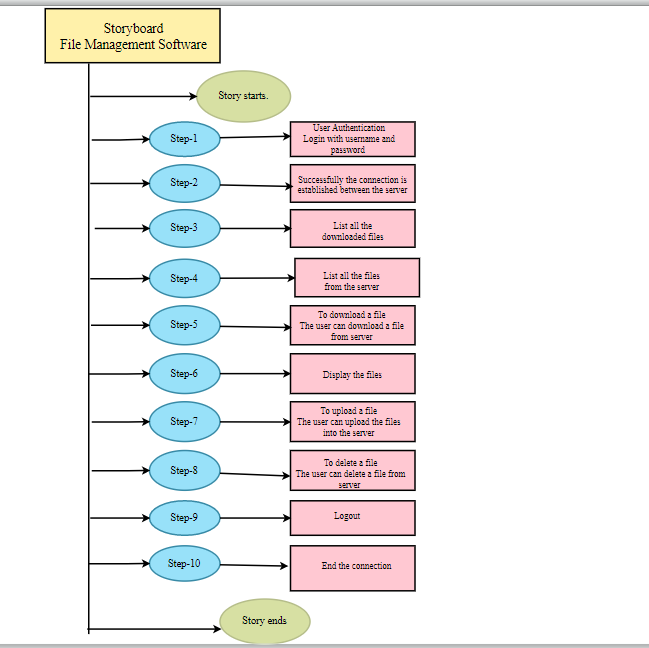 Storyboard
File Management Software
Story starts.
Step-1
User Authentication
Login with username and
password
Step-2
Successfully the connection is
established between the server
Step-3
List all the
downloaded files
Step-4
List all the files
from the server
Step-5
To download a file
The user can download a file
from server
Step-6
Display the files
Step-7
To upload a file
The user can upload the files
into the server
Step-8
To delete a file
The user can delete a file from
server
Step-9
Logout
Step-10
End the connection
Story ends